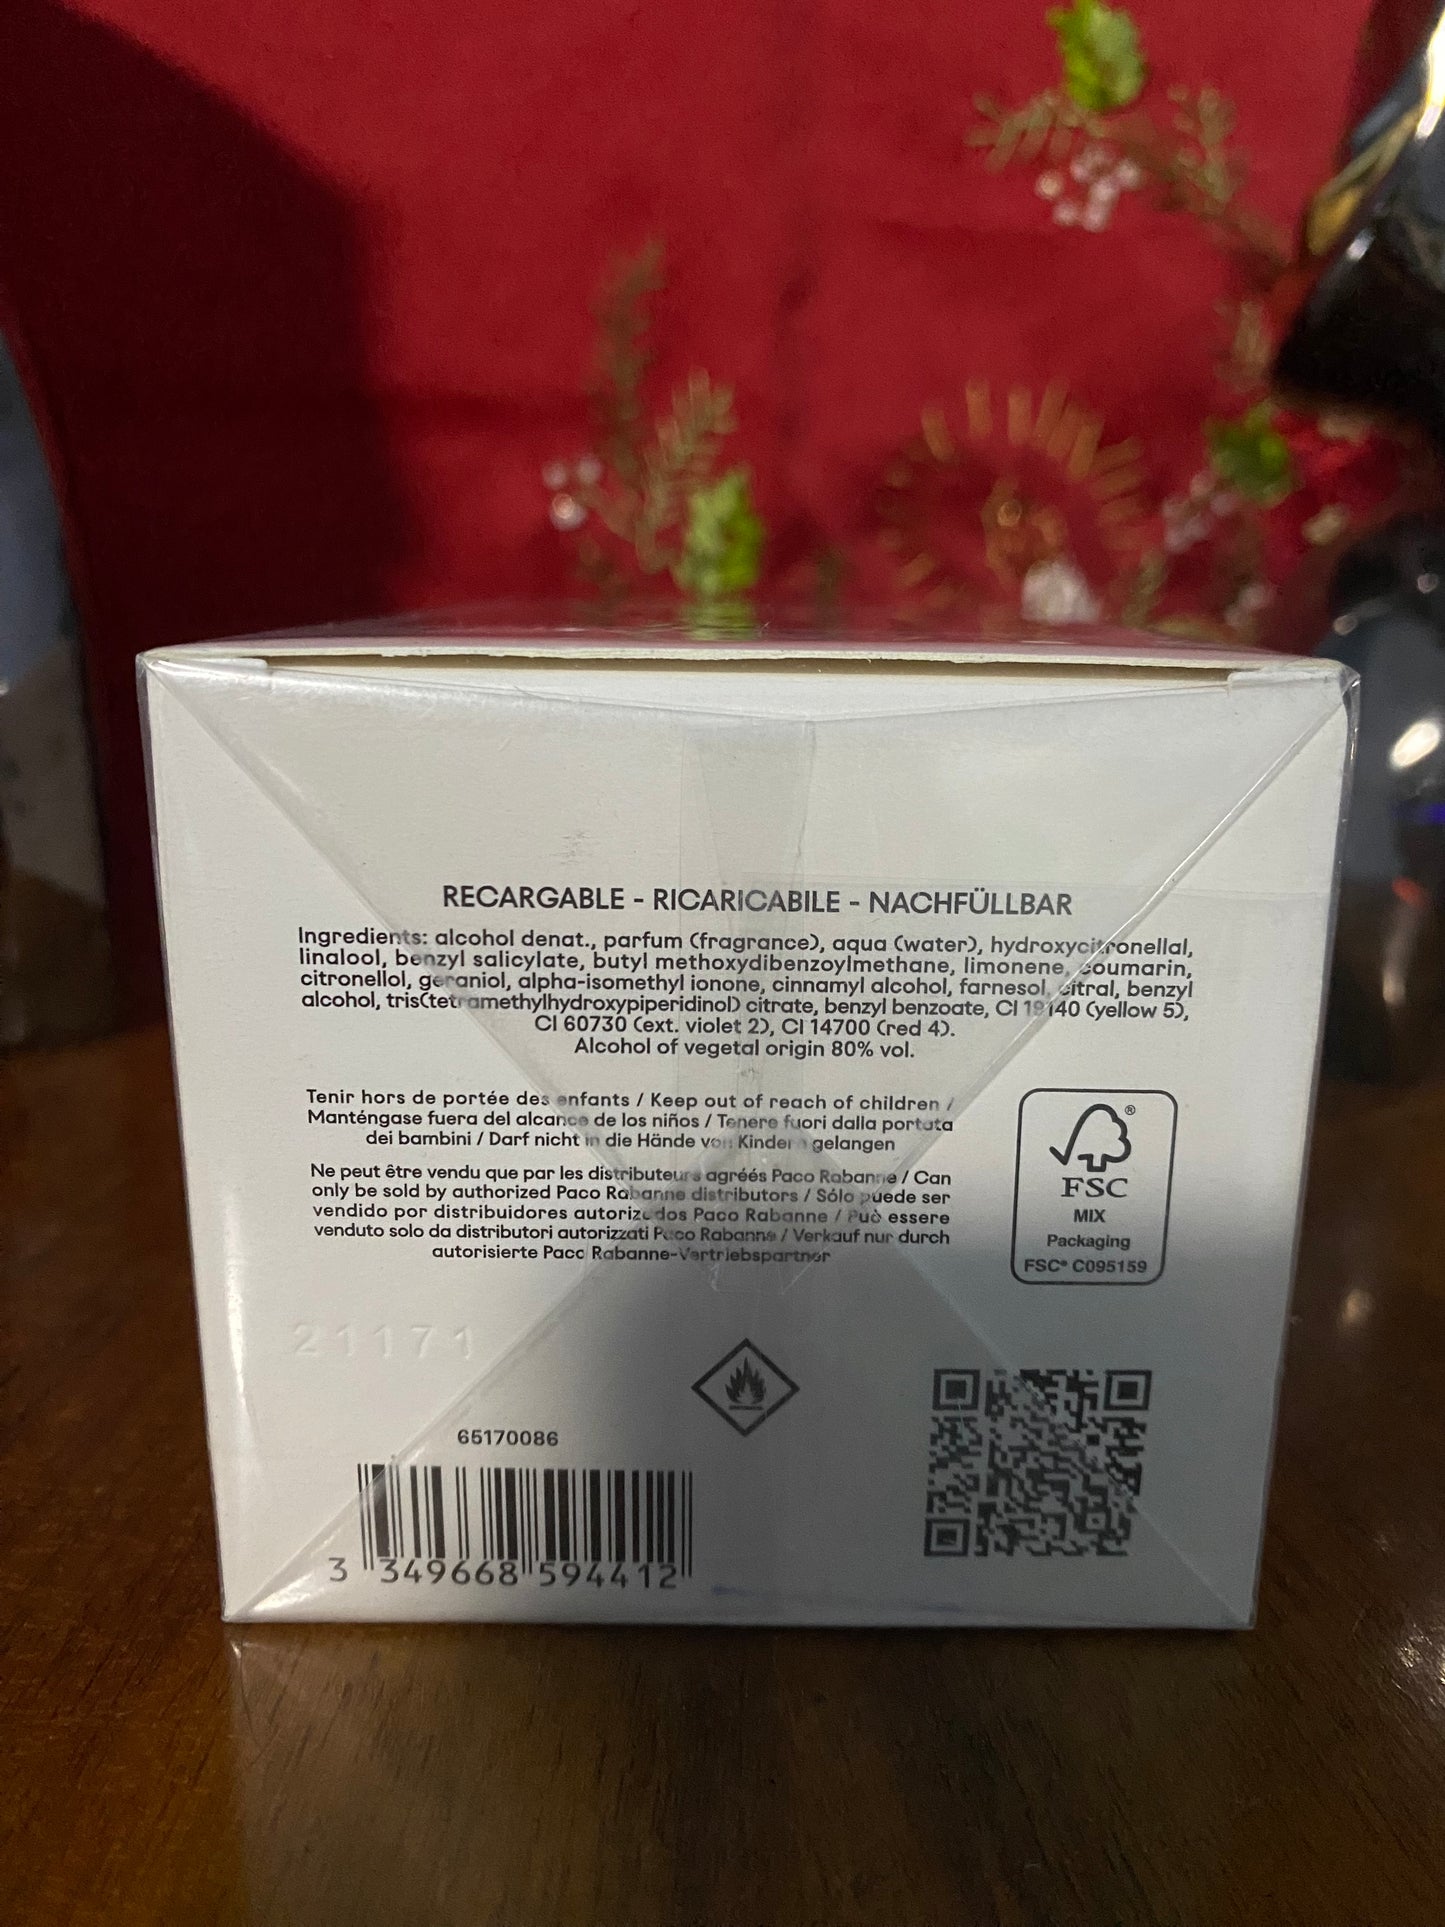 RECARGABLE - RICARICABILE - NACHFÜLLBAR
Ingredients: alcohol denat., parfum (fragrance), aqua (water), hydroxycitronellal,
linalool, benzyl salicylate, butyl methoxydibenzoylmethane, limonene, coumarin,
citronellol, geraniol, alpha-isomethyl ionone, cinnamyl alcohol, farnesol, citral, benzyl
alcohol, tris(tetramethylhydroxypiperidinol) citrate, benzyl benzoate, CI 19140 (yellow 5),
CI 60730 (ext. violet 2), CI 14700 (red 4).
Alcohol of vegetal origin 80% vol.
Tenir hors de portée des enfants / Keep out of reach of children /
Manténgase fuera del alcance de los niños / Tenere fuori dalla portata
dei bambini / Darf nicht in die Hände von Kindern gelangen
Ne peut être vendu que par les distributeurs agréés Paco Rabanne / Can
only be sold by authorized Paco Rabanne distributors / Sólo puede ser
vendido por distribuidores autorizados Paco Rabanne / Può essere
venduto solo da distributori autorizzati Paco Rabanne / Verkauf nur durch
autorisierte Paco Rabanne-Vertriebspartner
®
FSC
MIX
Packaging
FSC® C095159
21171
65170086
3 349668 594412